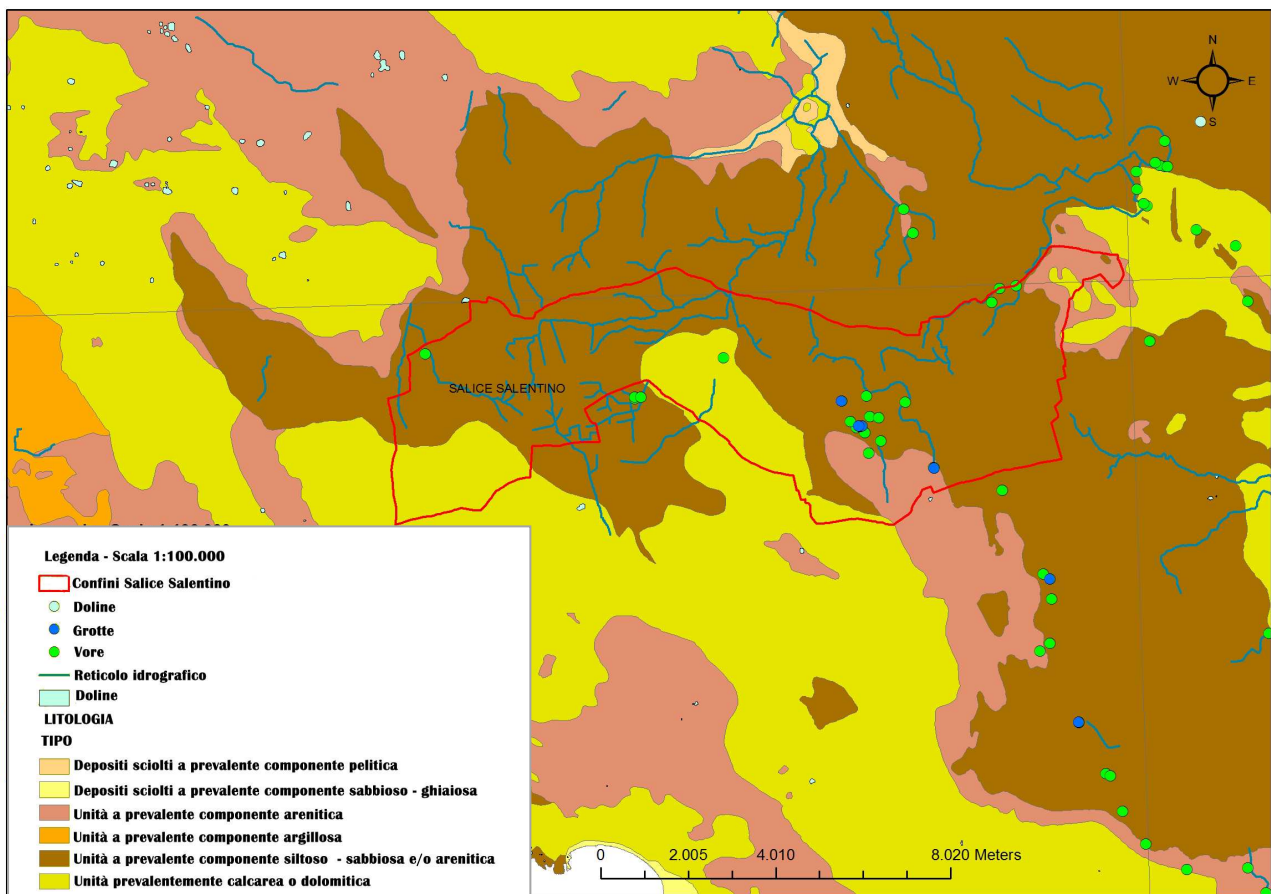 N
W E
S
SALICE SALENTINO
Legenda - Scala 1:100.000
Confini Salice Salentino
Doline
Grotte
Vore
Reticolo idrografico
Doline
LITOLOGIA
TIPO
Depositi sciolti a prevalente componente pelitica
Depositi sciolti a prevalente componente sabbioso - ghiaiosa
Unità a prevalente componente arenitica
Unità a prevalente componente argillosa
Unità a prevalente componente siltoso - sabbiosa e/o arenitica
Unità prevalentemente calcarea o dolomitica
0 2.005 4.010 8.020 Meters